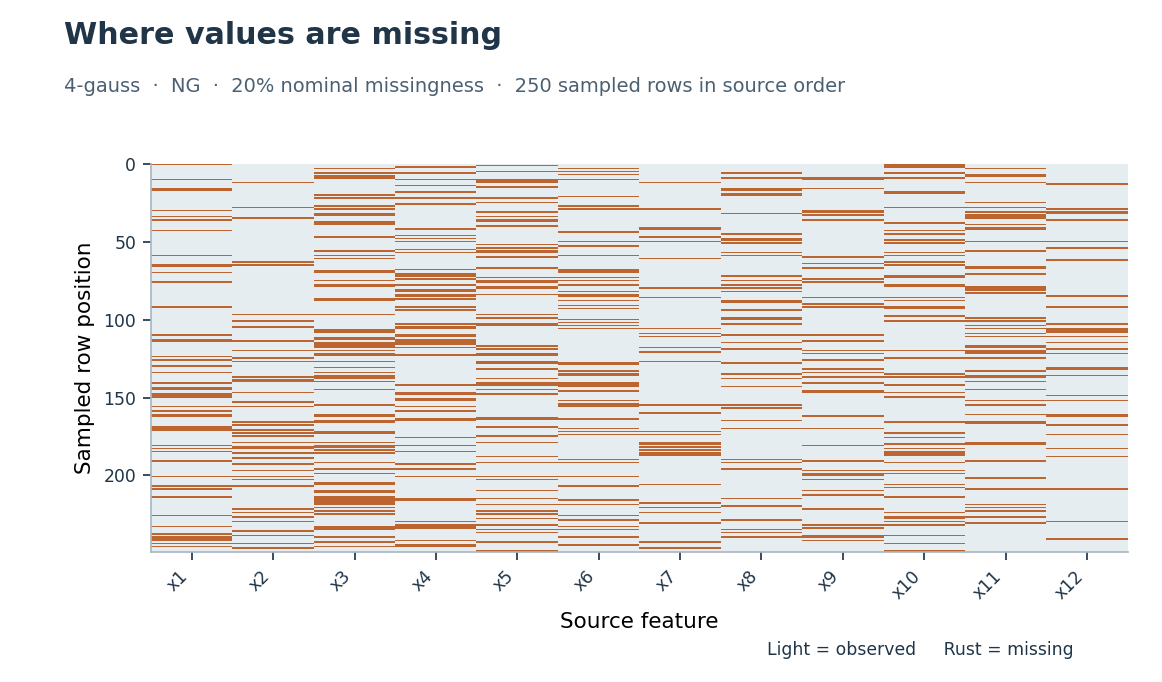 Where values are missing
4-gauss · NG · 20% nominal missingness · 250 sampled rows in source order
0
50
100
150
200
Sampled row position
x1 x2 x3 x4 x5 x6 x7 x8 x9 x10 x11 x12
Source feature
Light = observed Rust = missing